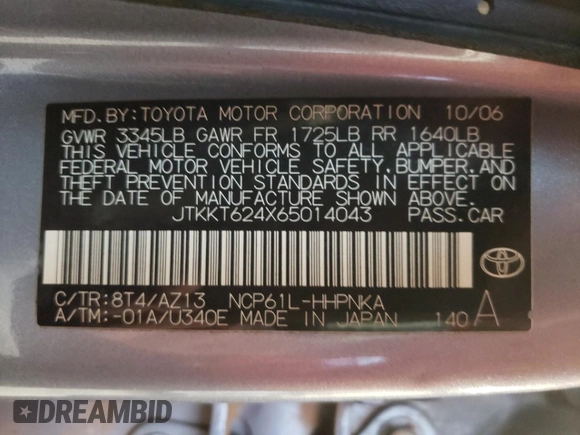 MFD. BY: TOYOTA MOTOR CORPORATION 10/06
GVWR 3345LB GAWR FR 1725LB RR 1640LB
THIS VEHICLE CONFORMS TO ALL APPLICABLE
FEDERAL MOTOR VEHICLE SAFETY, BUMPER, AND
THEFT PREVENTION STANDARDS IN EFFECT ON
THE DATE OF MANUFACTURE SHOWN ABOVE.
JTKKT624X65014043 PASS. CAR
C/TR: 8T4/AZ13 NCP61L-HHPNKA
A/TM: -01A/U340E MADE IN JAPAN 140 A
DREAMBID